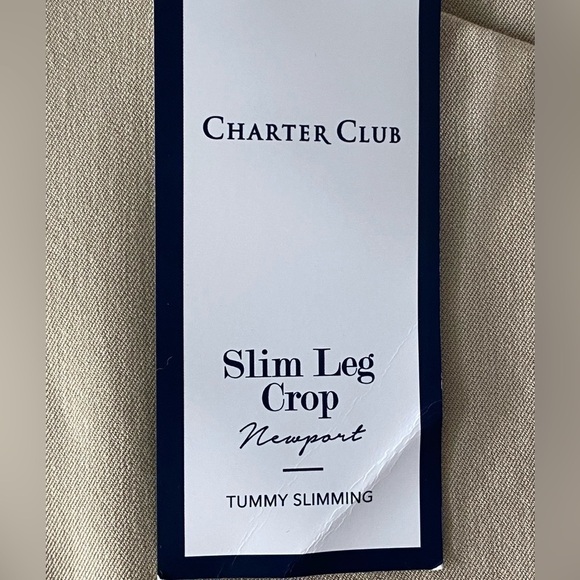 CHARTER CLUB
Slim Leg
Crop
Newport
TUMMY SLIMMING